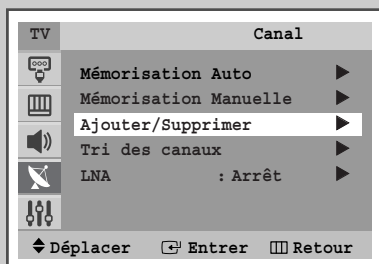 TV Canal
Mémorisation Auto
Mémorisation Manuelle
Ajouter/Supprimer
Tri des canaux
LNA : Arrêt
Déplacer Entrer Retour